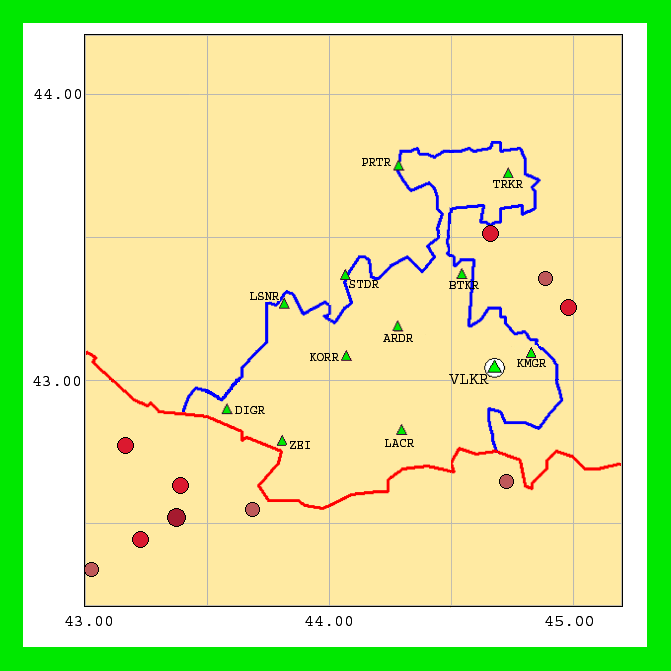 44.00
PRTR
TRKR
STDR
BTKR
LSNR
ARDR
KORR
KMGR
VLKR
43.00
DIGR
ZEI
LACR
43.00 44.00 45.00